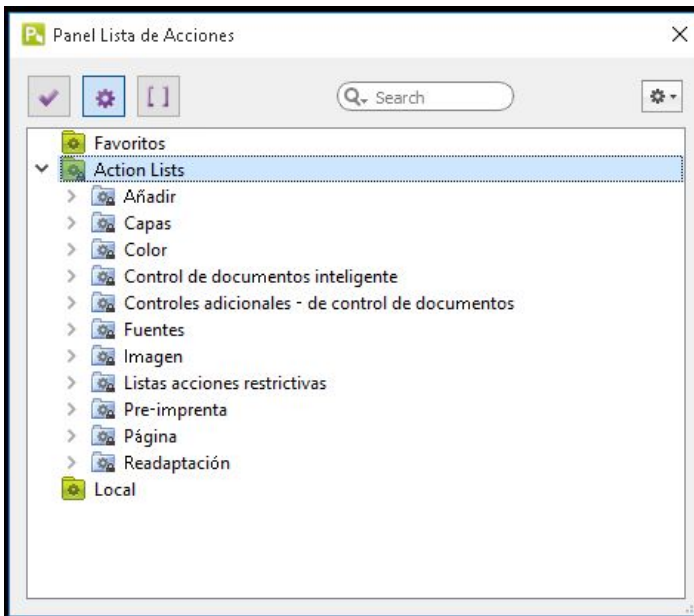 Panel Lista de Acciones
Search
Favoritos
Action Lists
Añadir
Capas
Color
Control de documentos inteligente
Controles adicionales - de control de documentos
Fuentes
Imagen
Listas acciones restrictivas
Pre-imprenta
Página
Readaptación
Local